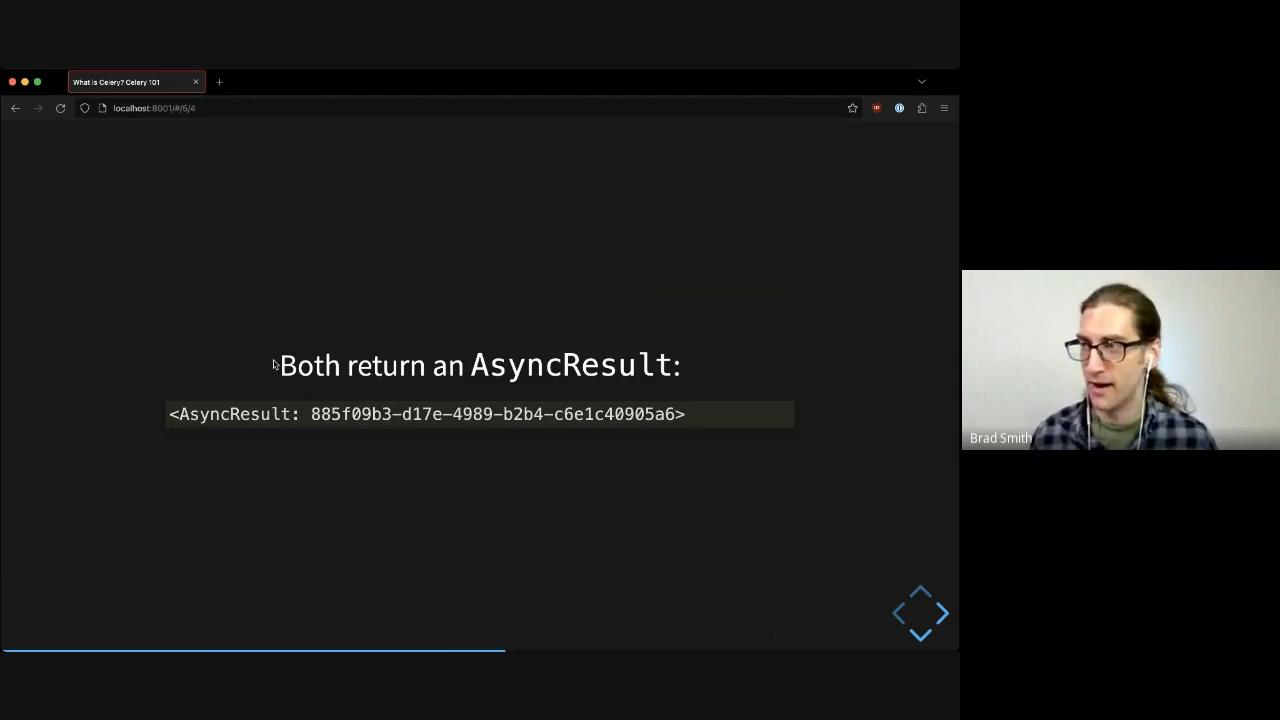 What is Celery? Celery 101
localhost:8001/#/5/4
Both return an AsyncResult:
<AsyncResult: 885f09b3-d17e-4989-b2b4-c6e1c40905a6>
Brad Smith